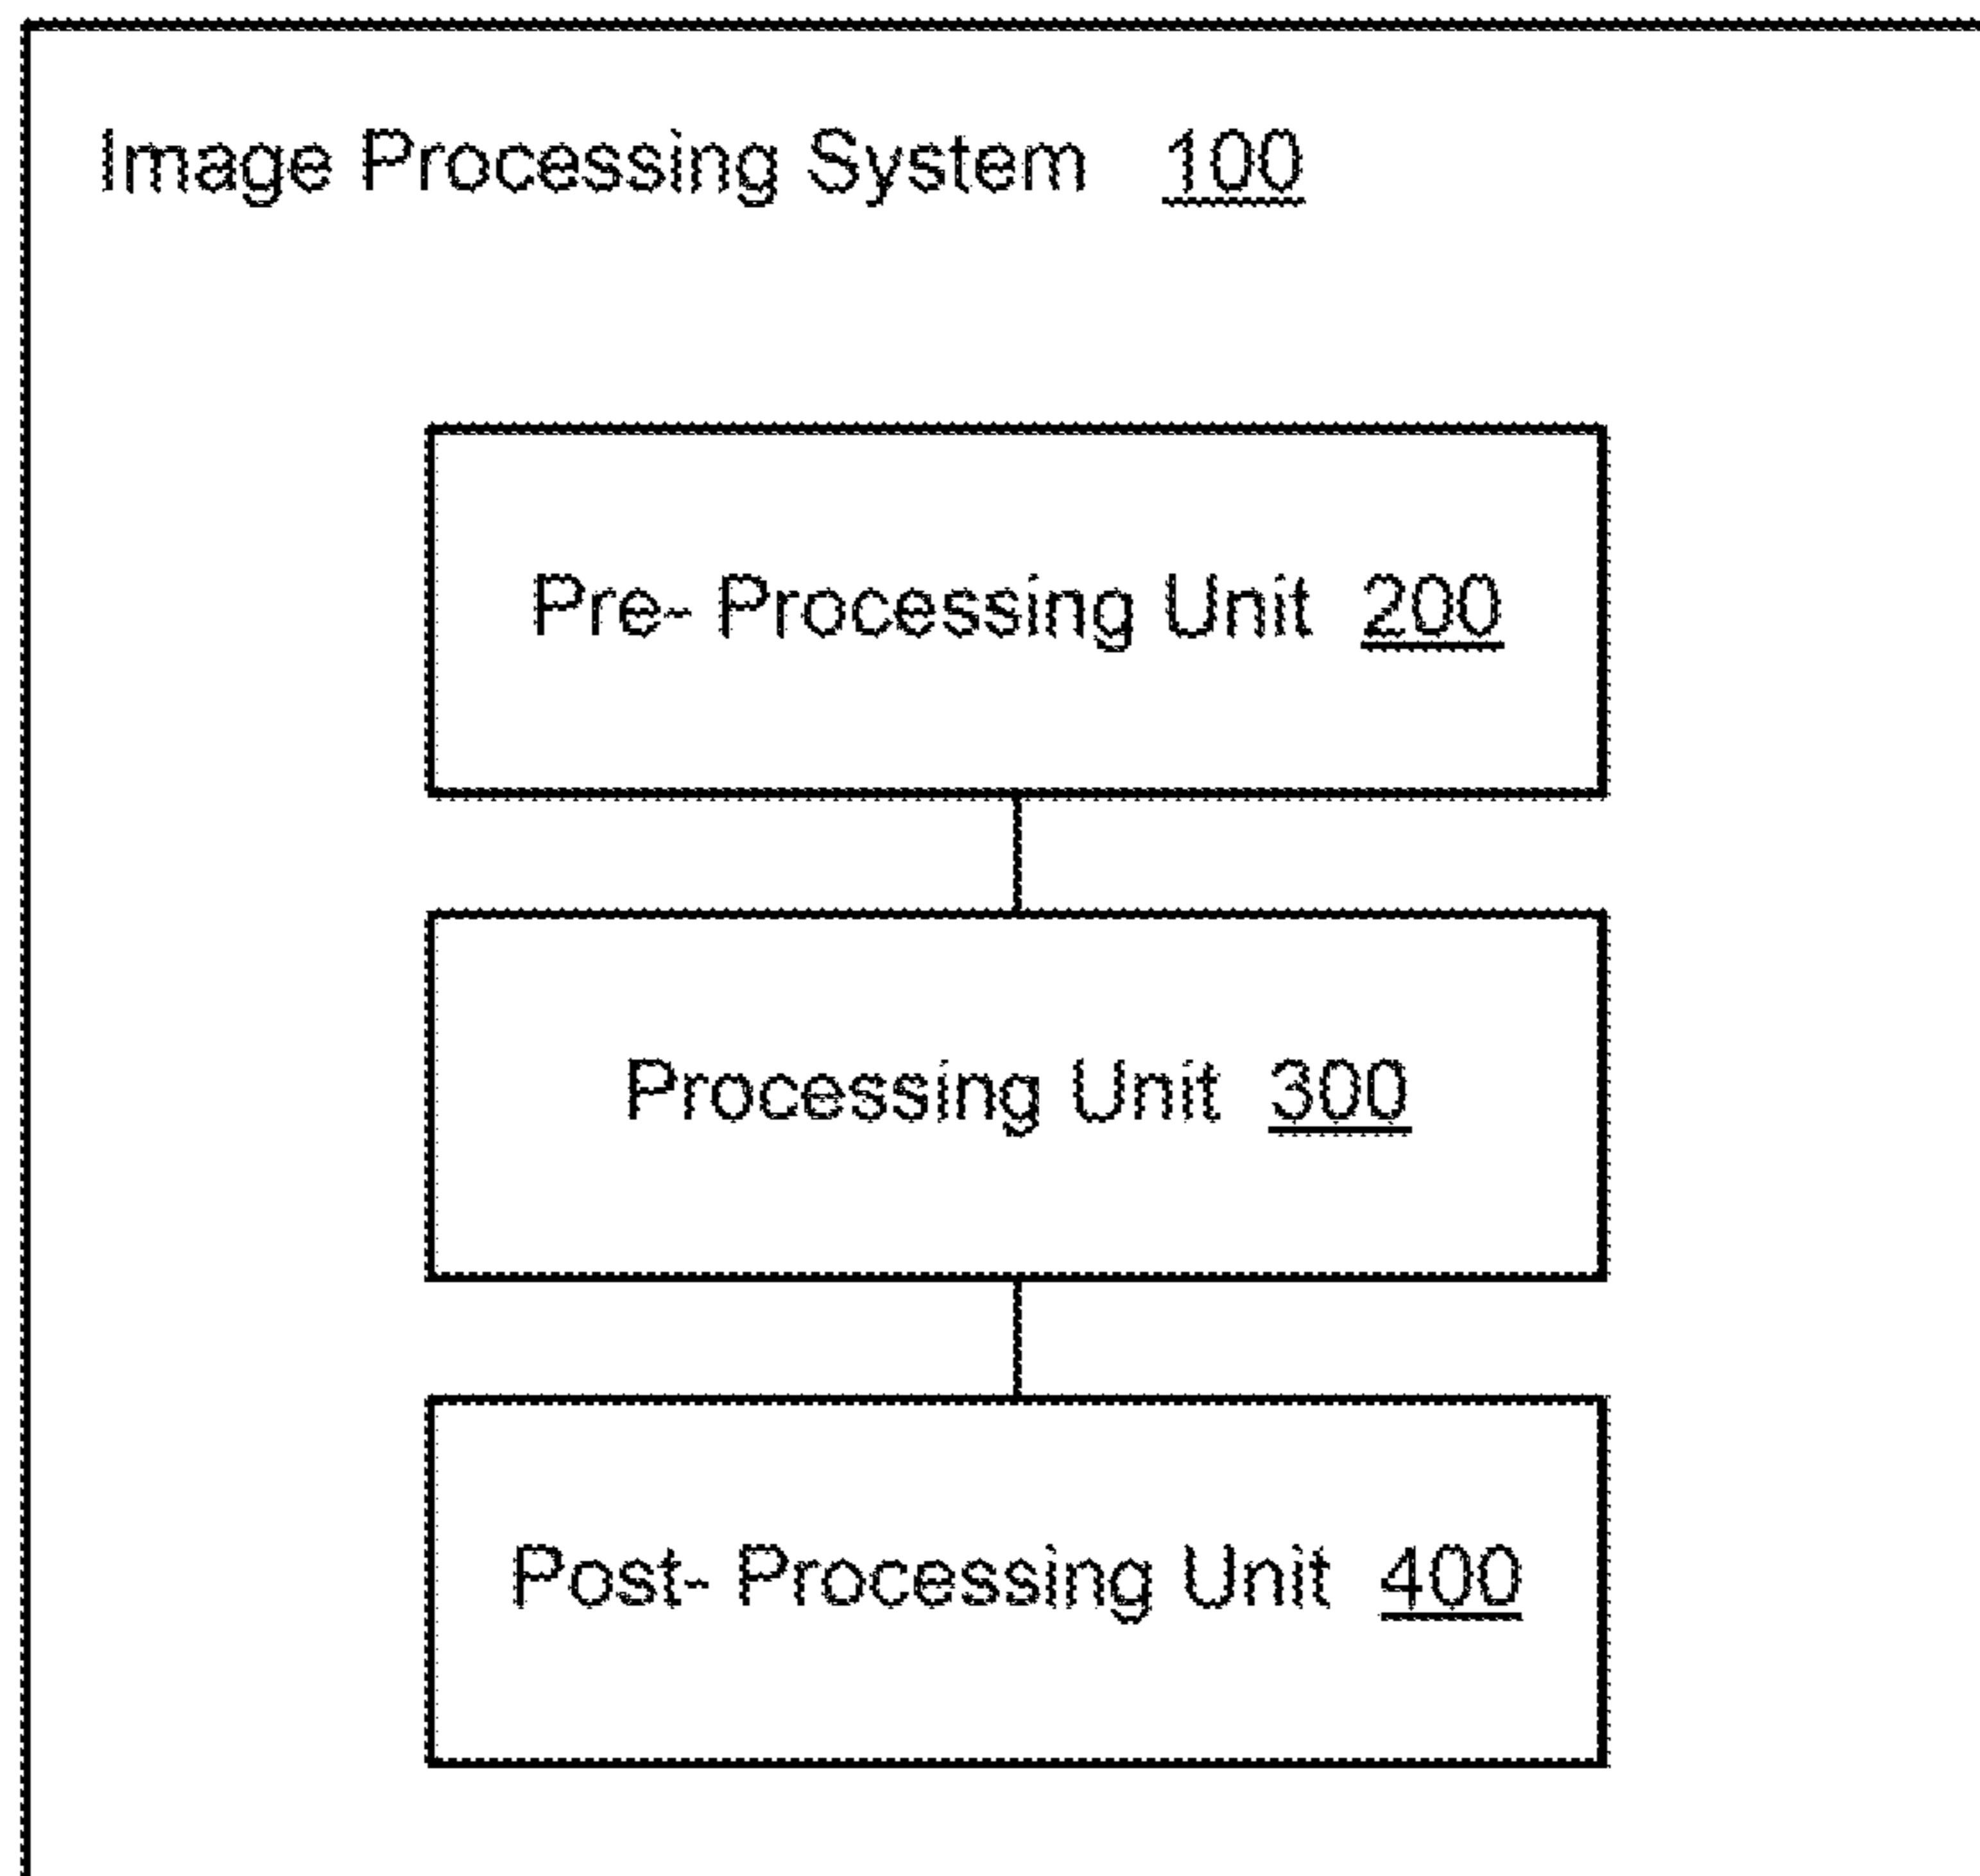 Image Processing System 100
Pre- Processing Unit 200
Processing Unit 300
Post- Processing Unit 400